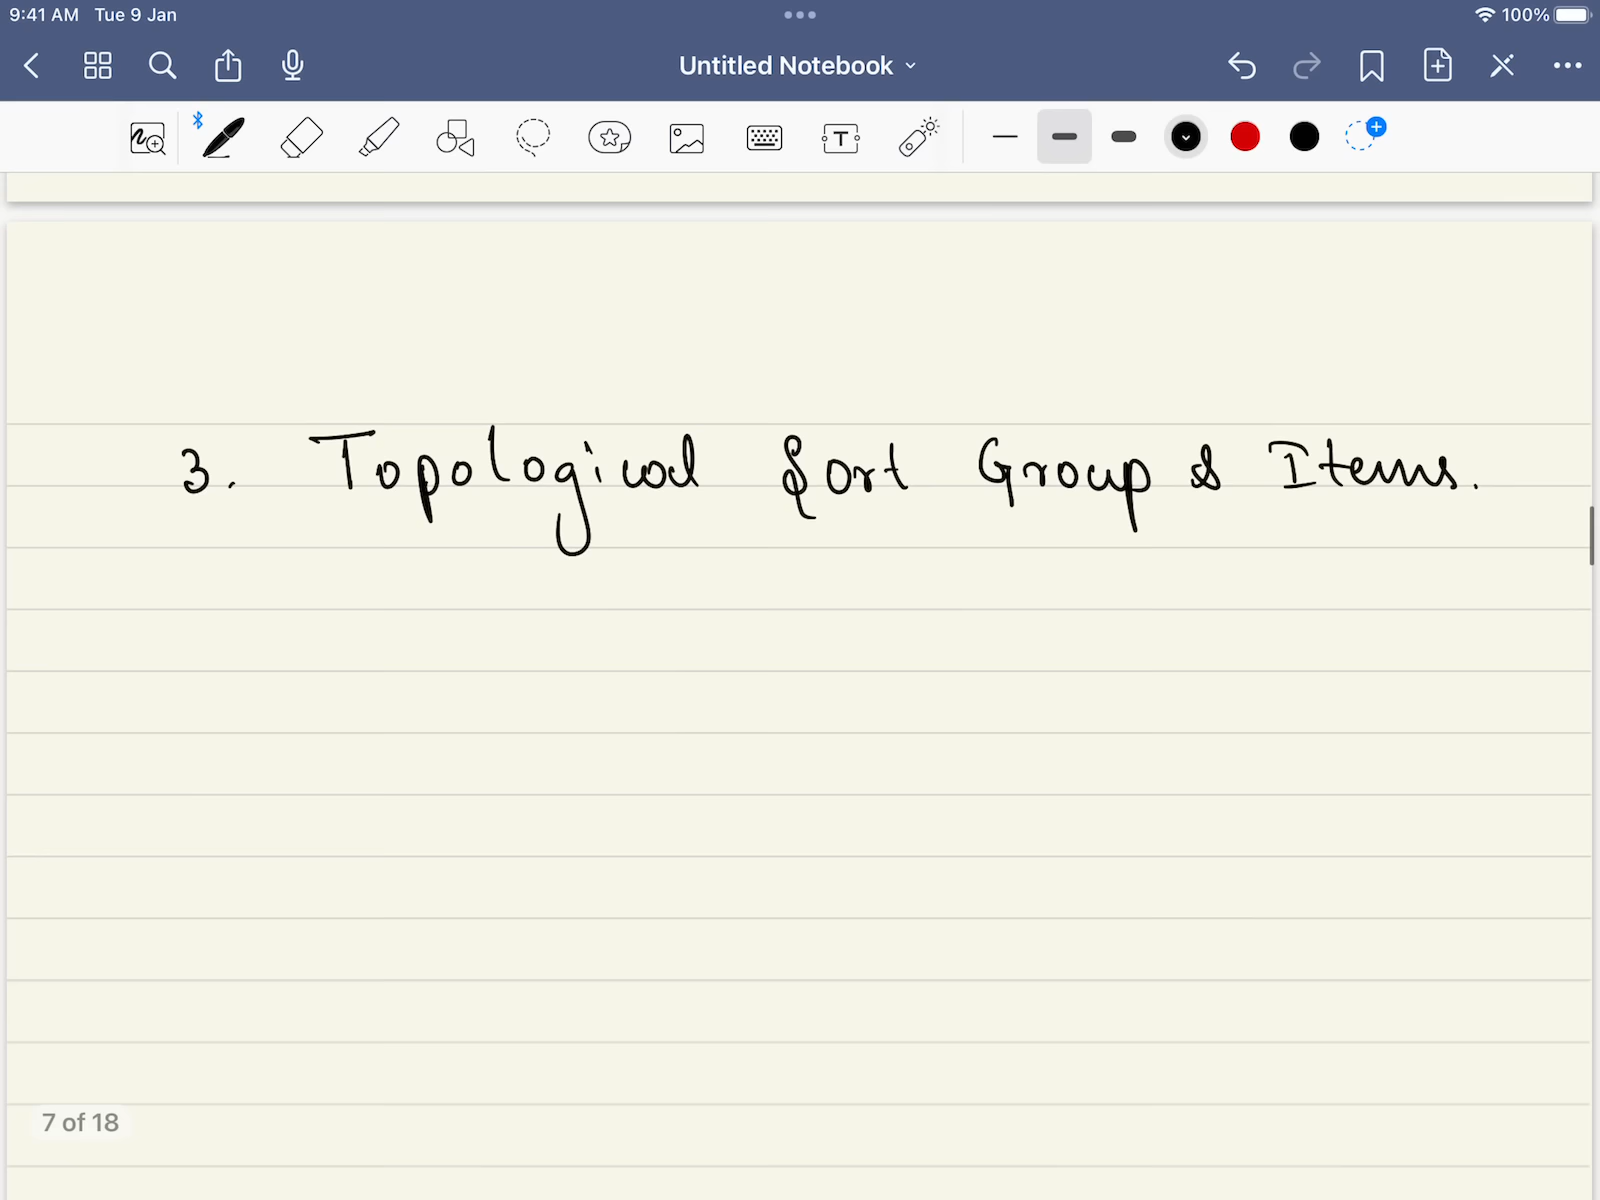 9:41 AM Tue 9 Jan
100%
Untitled Notebook
T
3. Topological Sort Group & Items.
7 of 18